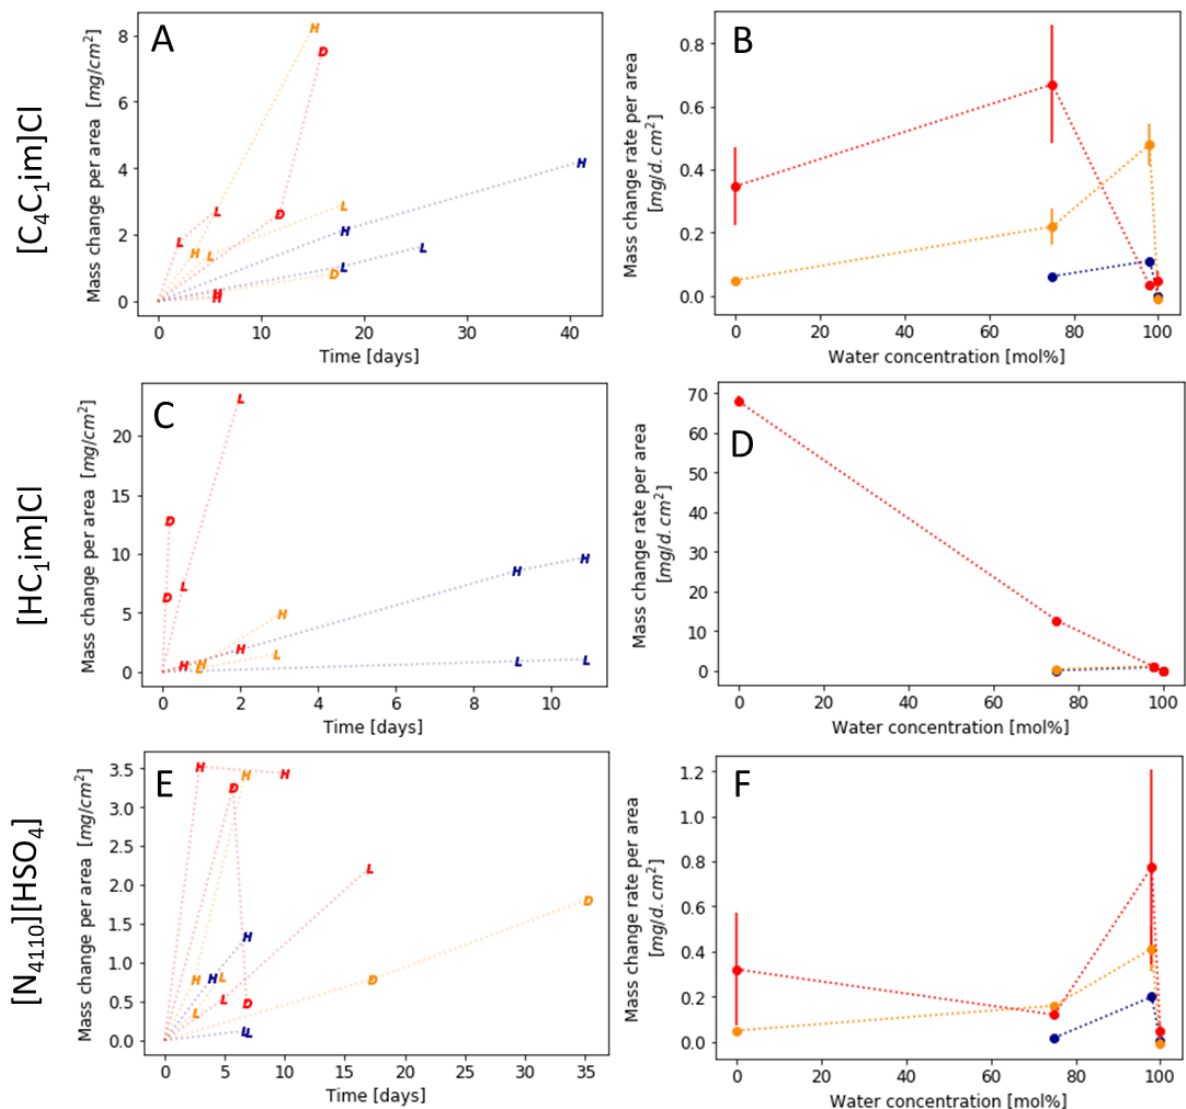 [C4C1im]Cl
A
Mass change per area [mg/cm²]
8
6
4
2
0
H
D
H
L
L
L
D
H
H
L
L
L
D
H
H
0 10 20 30 40
Time [days]
B
Mass change rate per area
[mg/d.cm²]
0.8
0.6
0.4
0.2
0.0
0 20 40 60 80 100
Water concentration [mol%]
[HC1im]Cl
C
Mass change per area [mg/cm²]
20
15
10
5
0
L
D
H
H
L
D
H
H
L
H
H
L
L
L
0 2 4 6 8 10
Time [days]
D
Mass change rate per area
[mg/d.cm²]
70
60
50
40
30
20
10
0
0 20 40 60 80 100
Water concentration [mol%]
[N4110][HSO4]
E
Mass change per area [mg/cm²]
3.5
3.0
2.5
2.0
1.5
1.0
0.5
0.0
H
H
H
D
L
D
H
H
H
L
D
L
D
L
L
L
0 5 10 15 20 25 30 35
Time [days]
F
Mass change rate per area
[mg/d.cm²]
1.2
1.0
0.8
0.6
0.4
0.2
0.0
0 20 40 60 80 100
Water concentration [mol%]